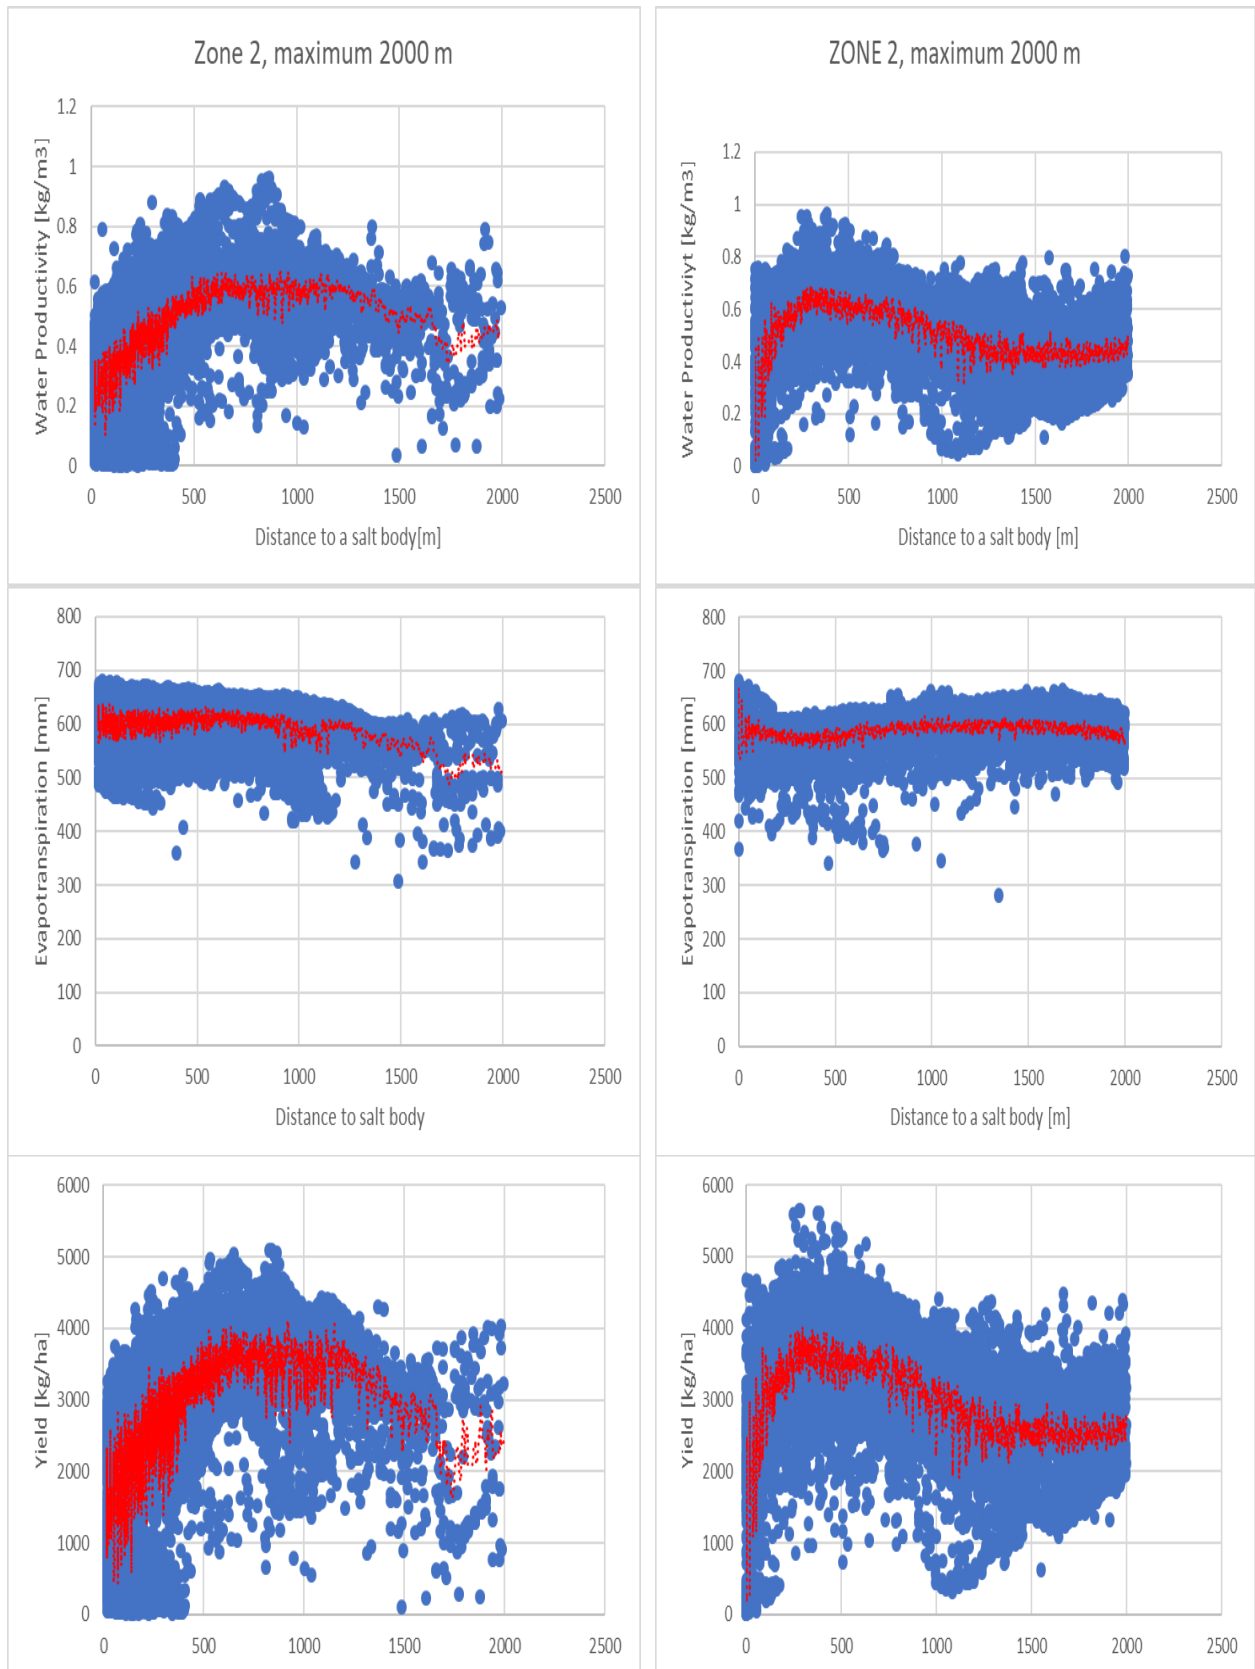 Zone 2, maximum 2000 m
Water Productivity [kg/m3]
1.2
1
0.8
0.6
0.4
0.2
0
0 500 1000 1500 2000 2500
Distance to a salt body[m]
ZONE 2, maximum 2000 m
Water Productiviyt [kg/m3]
1.2
1
0.8
0.6
0.4
0.2
0
0 500 1000 1500 2000 2500
Distance to a salt body [m]
Evapotranspiration [mm]
800
700
600
500
400
300
200
100
0
0 500 1000 1500 2000 2500
Distance to salt body
Evapotranspiration [mm]
800
700
600
500
400
300
200
100
0
0 500 1000 1500 2000 2500
Distance to a salt body [m]
Yield [kg/ha]
6000
5000
4000
3000
2000
1000
0
0 500 1000 1500 2000 2500
Yield [kg/ha]
6000
5000
4000
3000
2000
1000
0
0 500 1000 1500 2000 2500